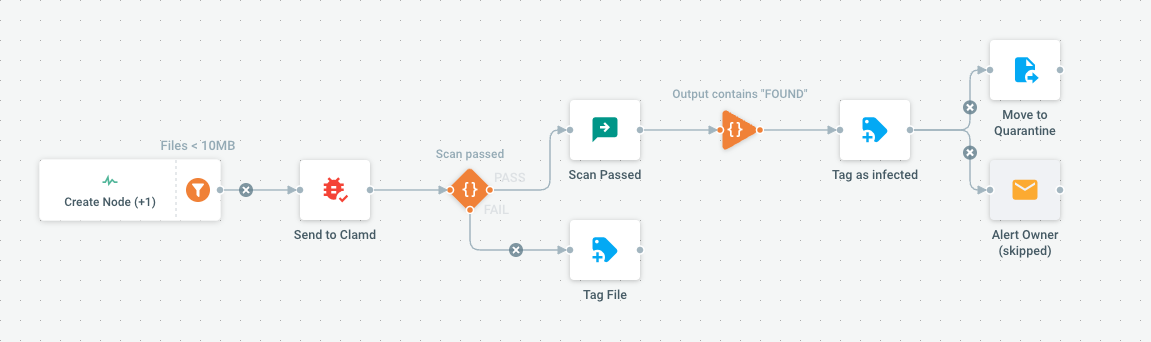 Files < 10MB
Create Node (+1)
Send to Clamd
Scan passed
{}
PASS
FAIL
Scan Passed
Tag File
Output contains "FOUND"
{}
Tag as infected
Move to
Quarantine
Alert Owner
(skipped)